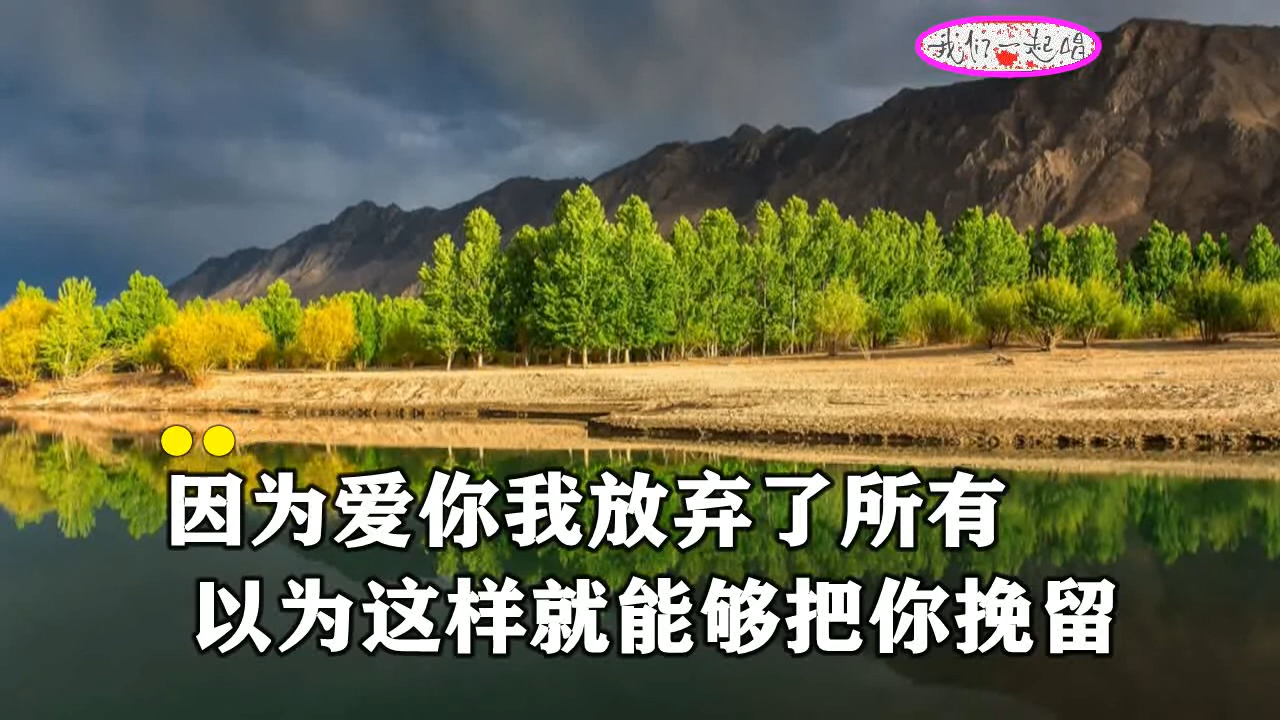 我们一起唱
因为爱你我放弃了所有
以为这样就能够把你挽留